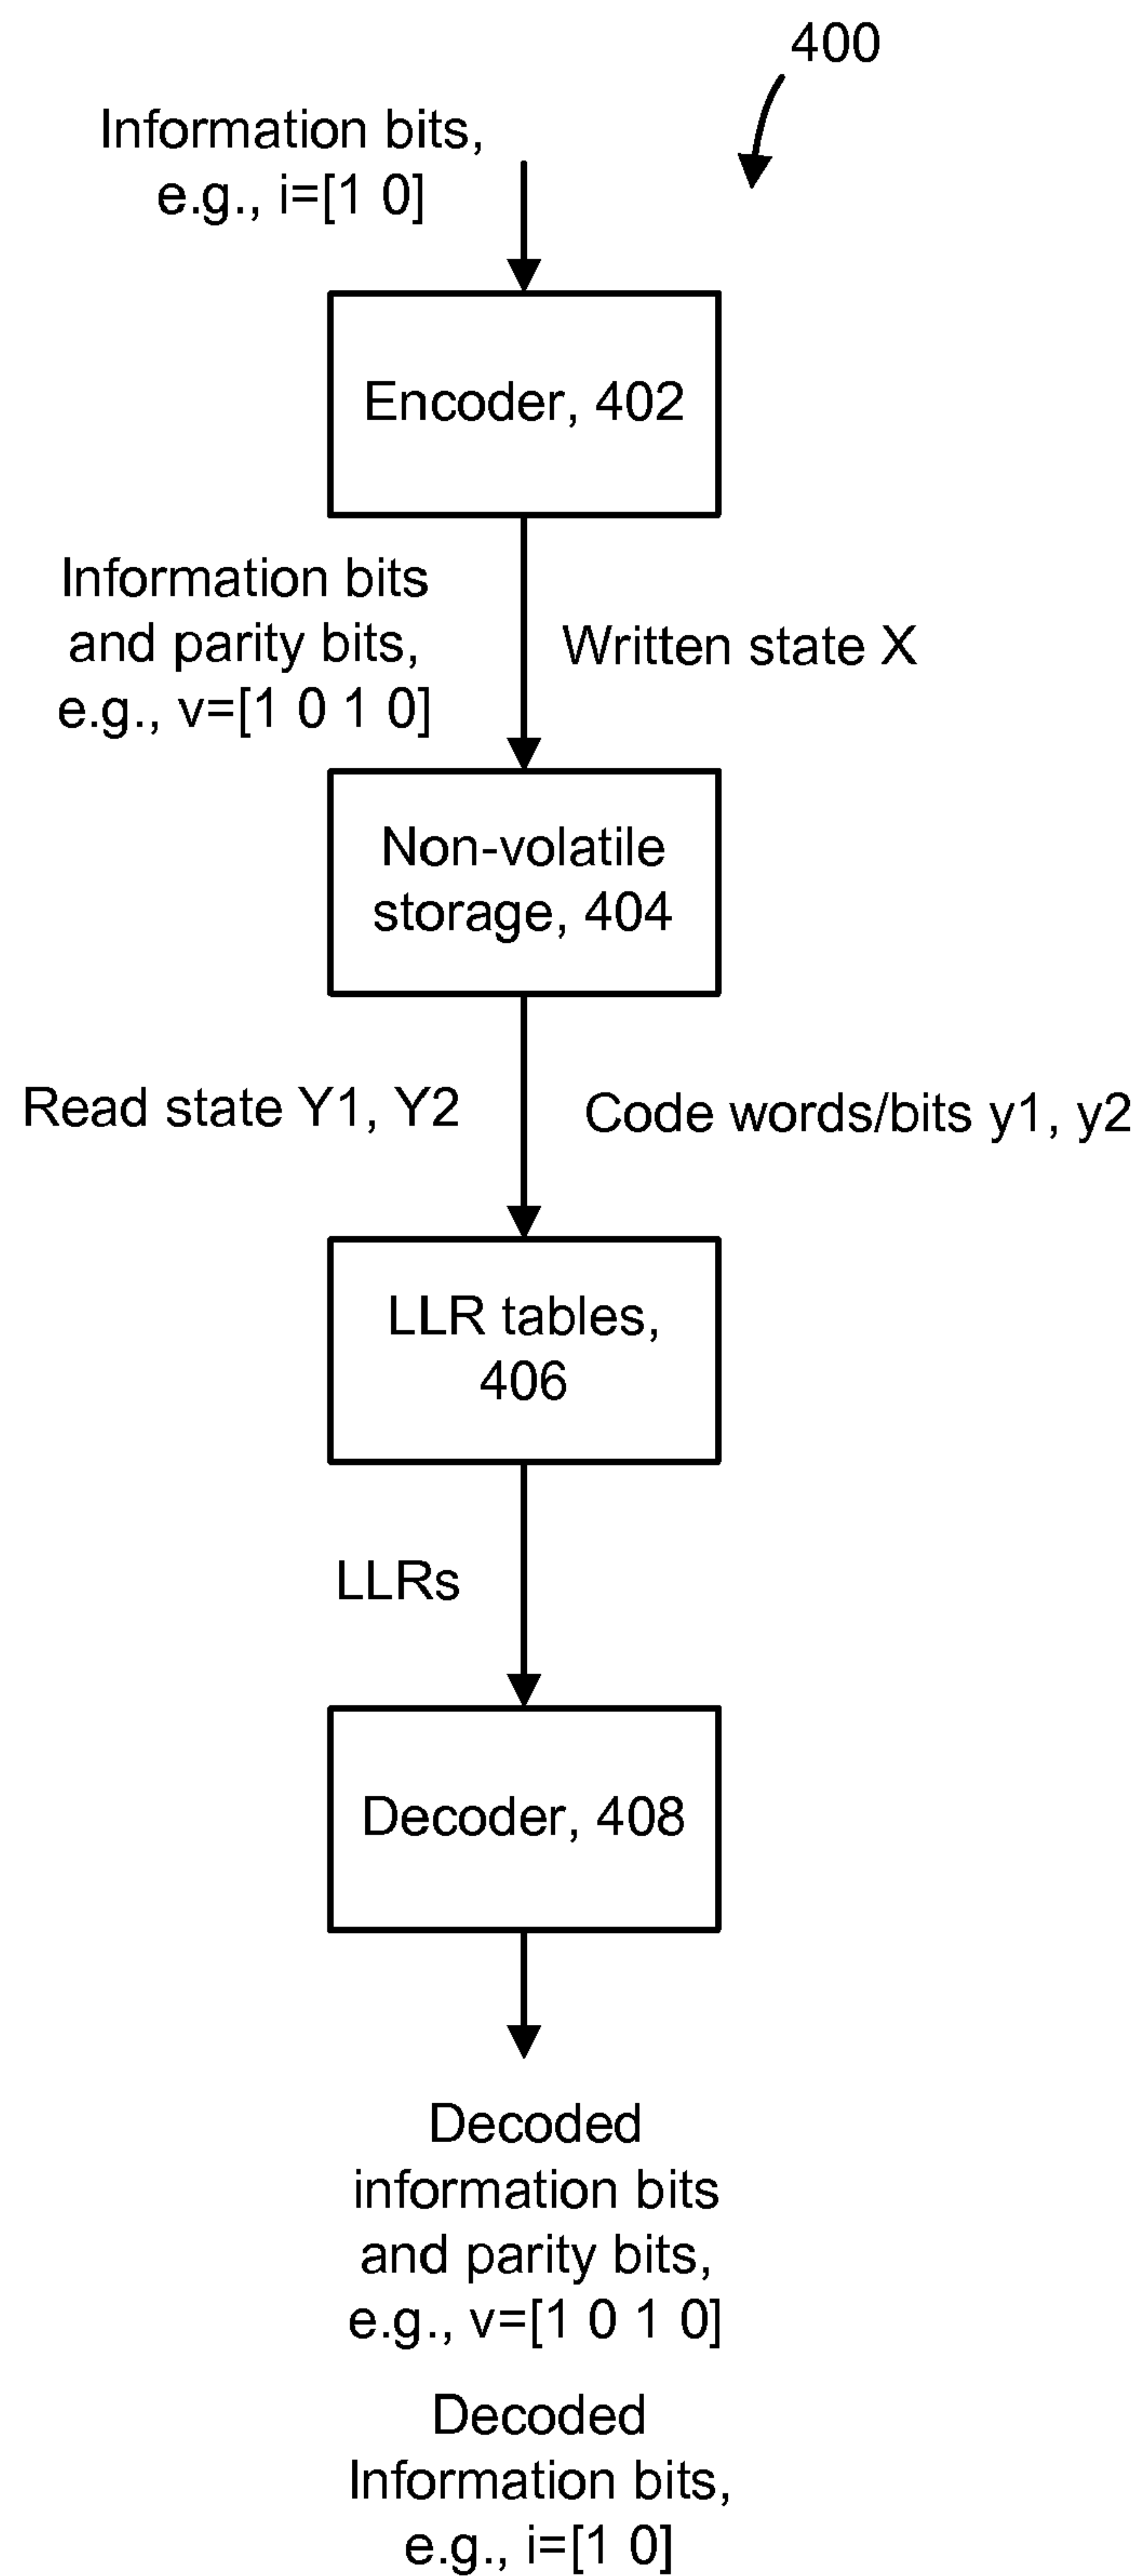 400
Information bits,
e.g., i=[1 0]
Encoder, 402
Information bits
and parity bits,
e.g., v=[1 0 1 0]
Written state X
Non-volatile
storage, 404
Read state Y1, Y2
Code words/bits y1, y2
LLR tables,
406
LLRs
Decoder, 408
Decoded
information bits
and parity bits,
e.g., v=[1 0 1 0]
Decoded
Information bits,
e.g., i=[1 0]